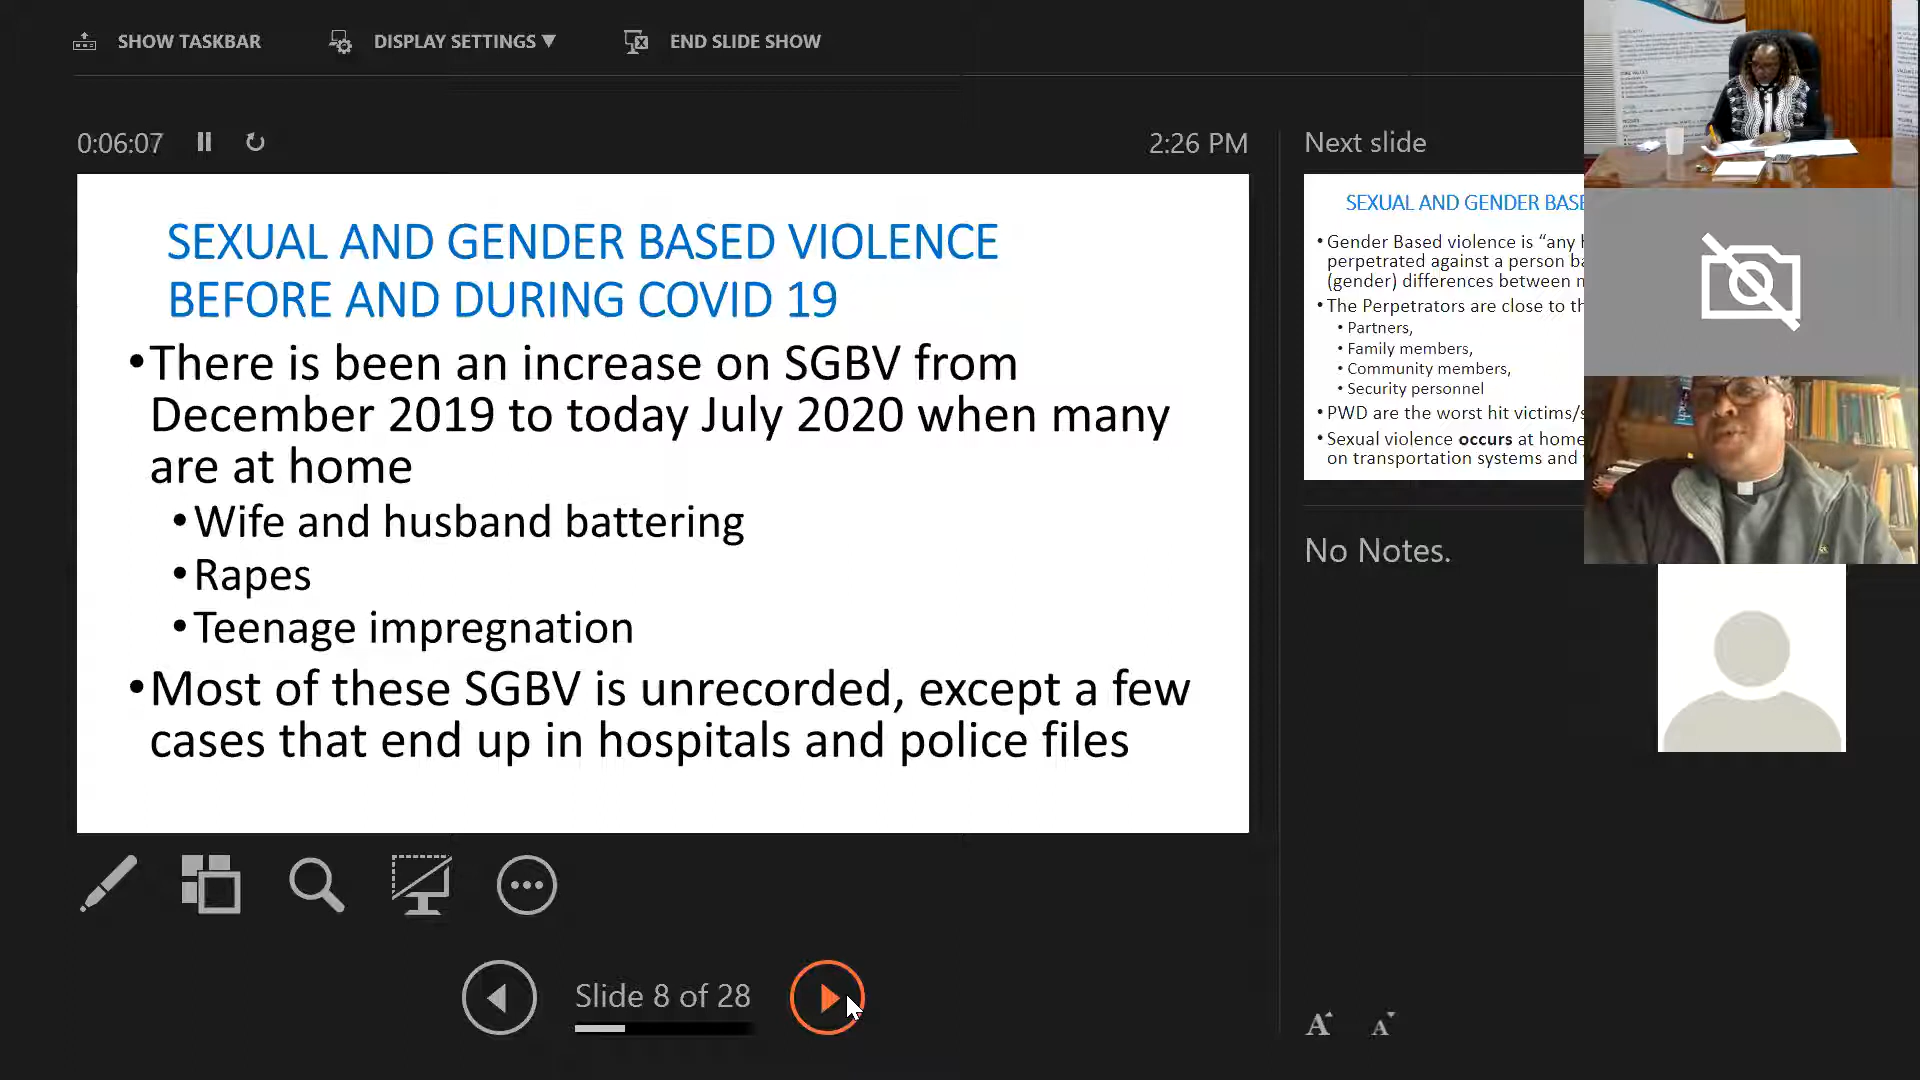 SHOW TASKBAR
DISPLAY SETTINGS ▼
END SLIDE SHOW
0:06:07
2:26 PM
SEXUAL AND GENDER BASED VIOLENCE
BEFORE AND DURING COVID 19
•There is been an increase on SGBV from
December 2019 to today July 2020 when many
are at home
•Wife and husband battering
•Rapes
•Teenage impregnation
•Most of these SGBV is unrecorded, except a few
cases that end up in hospitals and police files
Slide 8 of 28
Next slide
SEXUAL AND GENDER BASE
•Gender Based violence is “any
perpetrated against a person
(gender) differences between
•The Perpetrators are close to
•Partners,
•Family members,
•Community members,
•Security personnel
•PWD are the worst hit victims/
•Sexual violence occurs at home
on transportation systems and
No Notes.
A A